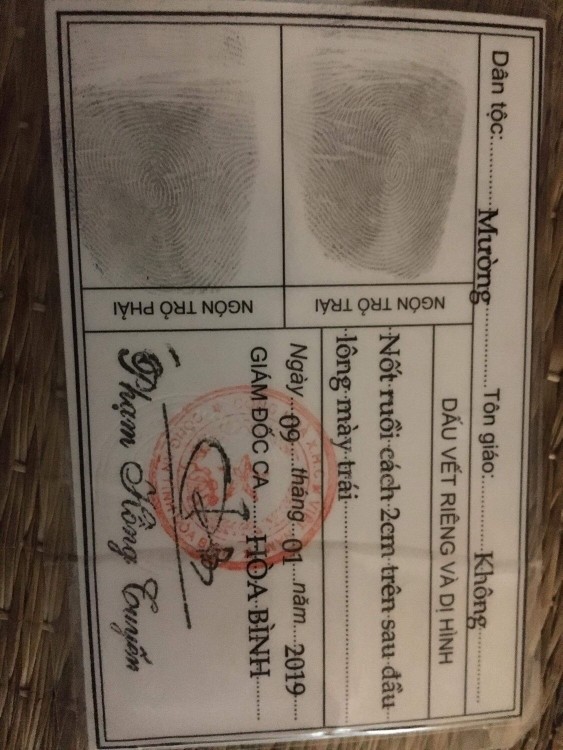 Dân tộc:..........Mường..........Tôn giáo:..........Không..........
NGÓN TRỎ TRÁI
NGÓN TRỎ PHẢI
DẤU VẾT RIÊNG VÀ DỊ HÌNH
Nốt ruồi cách 2cm trên sau đầu
lông mày trái
Ngày....09....tháng...01...năm....2019
GIÁM ĐỐC CA.....HÒA BÌNH
Phạm Hồng Tuyến